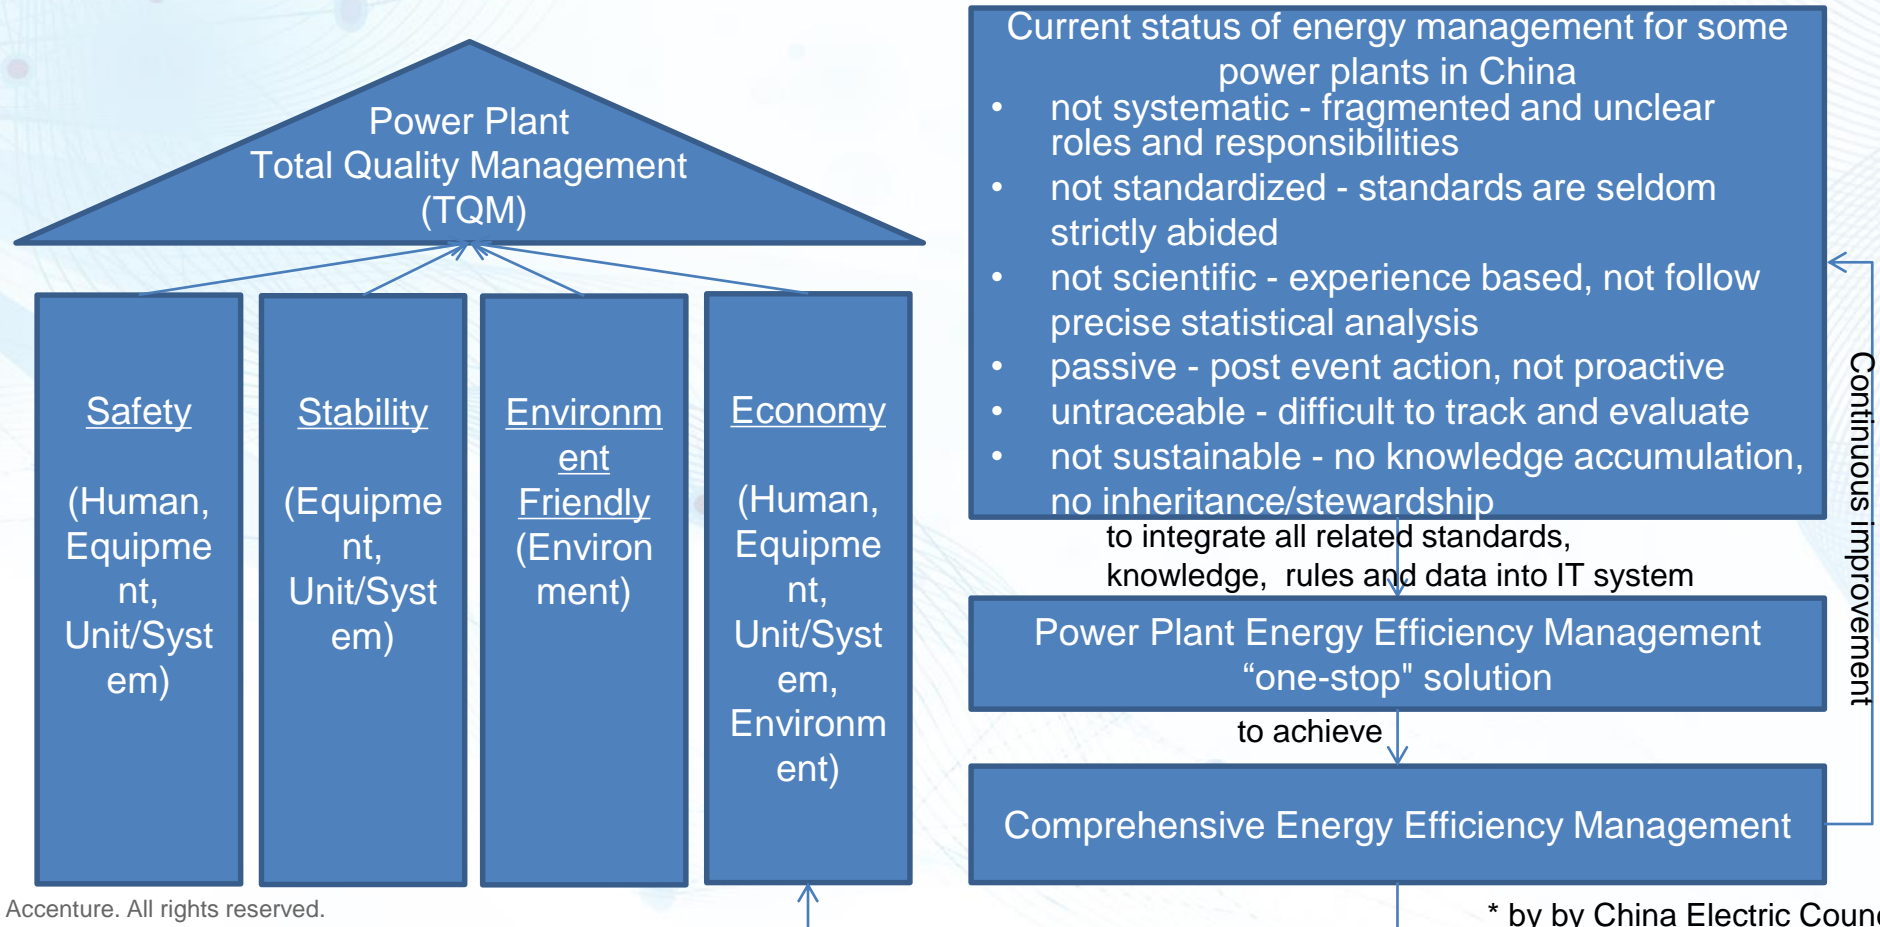 Power Plant
Total Quality Management
(TQM)
Safety
(Human,
Equipme
nt,
Unit/Syst
em)
Stability
(Equipme
nt,
Unit/Syst
em)
Environm
ent
Friendly
(Environ
ment)
Economy
(Human,
Equipme
nt,
Unit/Syst
em,
Environm
ent)
Current status of energy management for some
power plants in China
• not systematic - fragmented and unclear
roles and responsibilities
• not standardized - standards are seldom
strictly abided
• not scientific - experience based, not follow
precise statistical analysis
• passive - post event action, not proactive
• untraceable - difficult to track and evaluate
• not sustainable - no knowledge accumulation,
no inheritance/stewardship
to integrate all related standards,
knowledge, rules and data into IT system
Power Plant Energy Efficiency Management
“one-stop" solution
to achieve
Comprehensive Energy Efficiency Management
Continuous improvement
Accenture. All rights reserved.
* by by China Electric